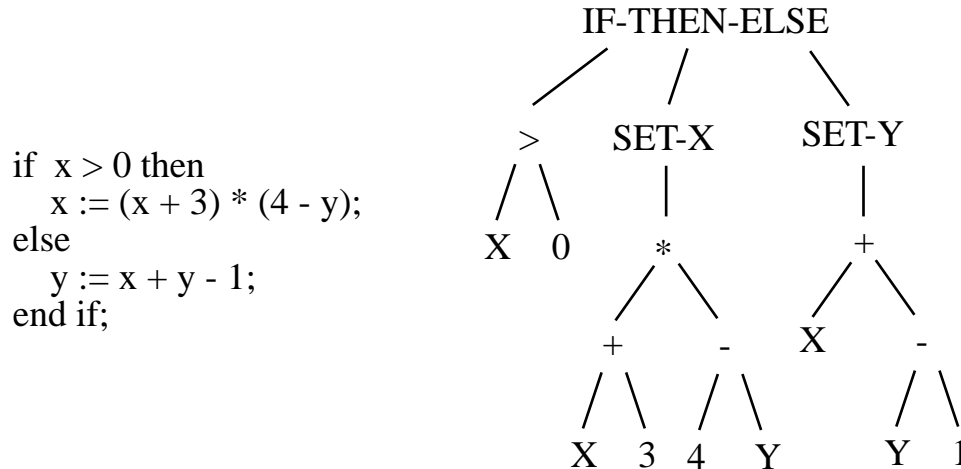 if x > 0 then
x := (x + 3) * (4 - y);
else
y := x + y - 1;
end if;
IF-THEN-ELSE
> SET-X SET-Y
X 0 * +
+ - X -
X 3 4 Y Y 1